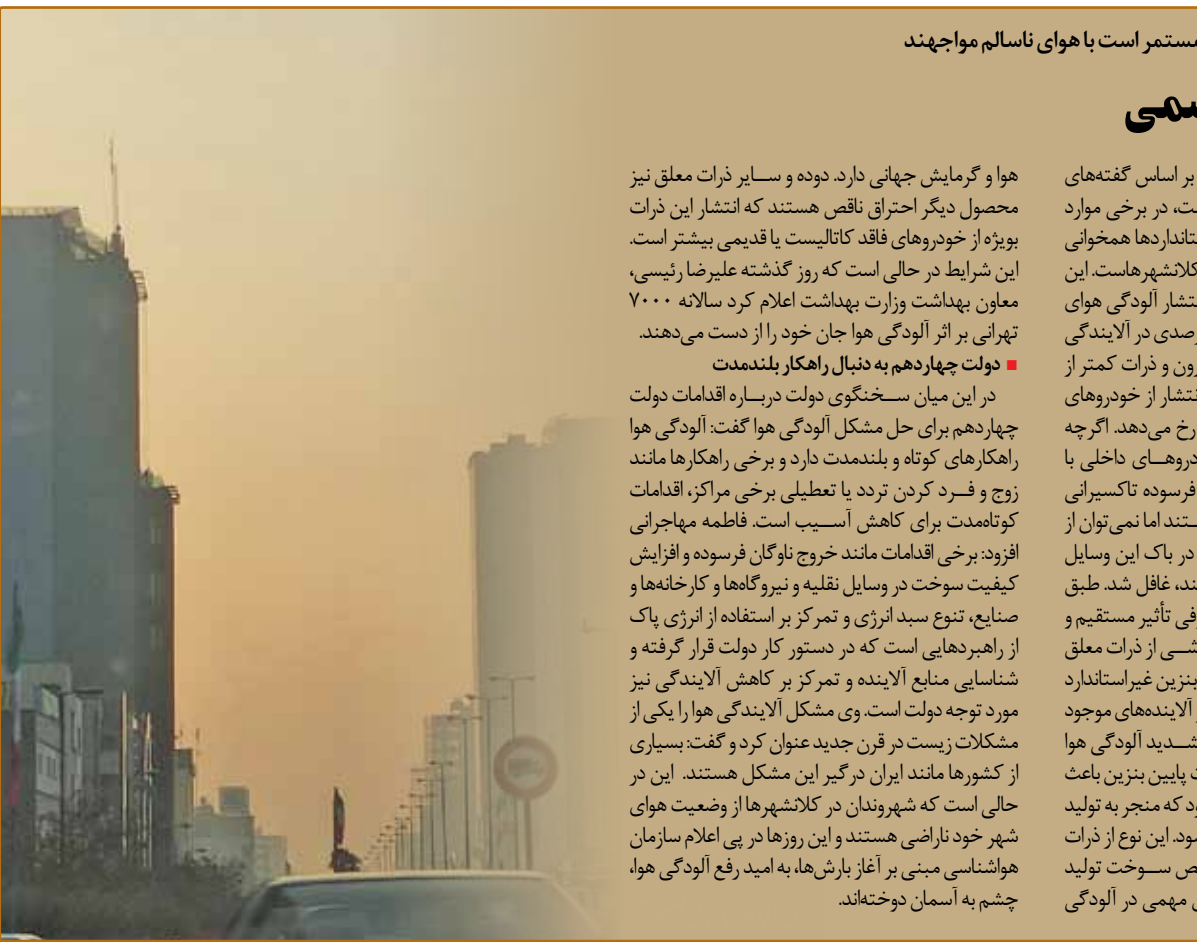 مستمر است با هوای ناسالم مواجهند
سمی
بر اساس گفته‌های
ت، در برخی موارد
تانداردها همخوانی
کلانشهرهاست. این
نتشار آلودگی هوای
رصدی در آلایندگی
رون و ذرات کمتر از
نتشار از خودروهای
رخ می‌دهد. اگرچه
دروهای داخلی با
فرسوده تاکسیرانی
ستند اما نمی‌توان از
در باک این وسایل
ند، غافل شد. طبق
فی تأثیر مستقیم و
شی از ذرات معلق
بنزین غیراستاندارد
آلاینده‌های موجود
شدید آلودگی هوا
ت پایین بنزین باعث
ود که منجر به تولید
سود. این نوع از ذرات
ص سوخت تولید
مهمی در آلودگی
هوا و گرمایش جهانی دارد. دوده و سایر ذرات معلق نیز
محصول دیگر احتراق ناقص هستند که انتشار این ذرات
بویژه از خودروهای فاقد کاتالیست یا قدیمی بیشتر است.
این شرایط در حالی است که روز گذشته علیرضا رئیسی،
معاون بهداشت وزارت بهداشت اعلام کرد سالانه ۷۰۰۰
تهرانی بر اثر آلودگی هوا جان خود را از دست می‌دهند.
■ دولت چهاردهم به دنبال راهکار بلندمدت
در این میان سخنگوی دولت درباره اقدامات دولت
چهاردهم برای حل مشکل آلودگی هوا گفت: آلودگی هوا
راهکارهای کوتاه و بلندمدت دارد و برخی راهکارها مانند
زوج و فرد کردن تردد یا تعطیلی برخی مراکز، اقدامات
کوتاه‌مدت برای کاهش آسیب است. فاطمه مهاجرانی
افزود: برخی اقدامات مانند خروج ناوگان فرسوده و افزایش
کیفیت سوخت در وسایل نقلیه و نیروگاه‌ها و کارخانه‌ها و
صنایع، تنوع سبد انرژی و تمرکز بر استفاده از انرژی پاک
از راهبردهایی است که در دستور کار دولت قرار گرفته و
شناسایی منابع آلاینده و تمرکز بر کاهش آلایندگی نیز
مورد توجه دولت است. وی مشکل آلایندگی هوا را یکی از
مشکلات زیست در قرن جدید عنوان کرد و گفت: بسیاری
از کشورها مانند ایران درگیر این مشکل هستند. این در
حالی است که شهروندان در کلانشهرها از وضعیت هوای
شهر خود ناراضی هستند و این روزها در پی اعلام سازمان
هواشناسی مبنی بر آغاز بارش‌ها، به امید رفع آلودگی هوا،
چشم به آسمان دوخته‌اند.